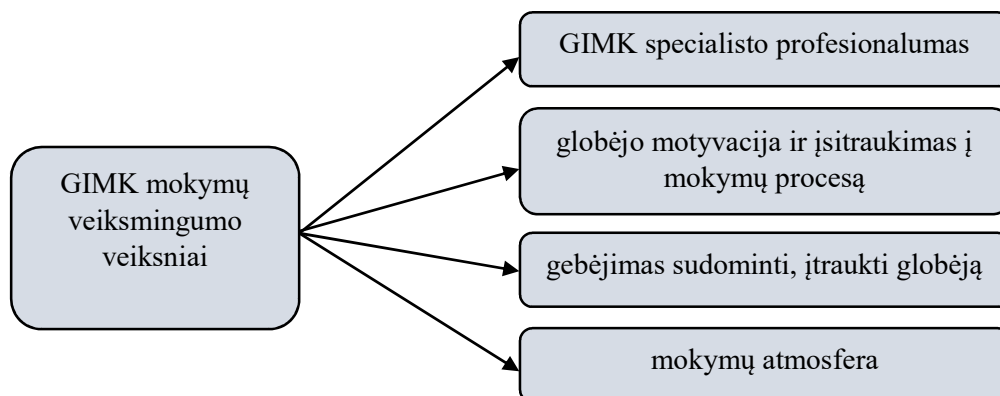 GIMK mokymų
veiksmingumo
veiksniai
GIMK specialisto profesionalumas
globėjo motyvacija ir įsitraukimas į
mokymų procesą
gebėjimas sudominti, įtraukti globėją
mokymų atmosfera